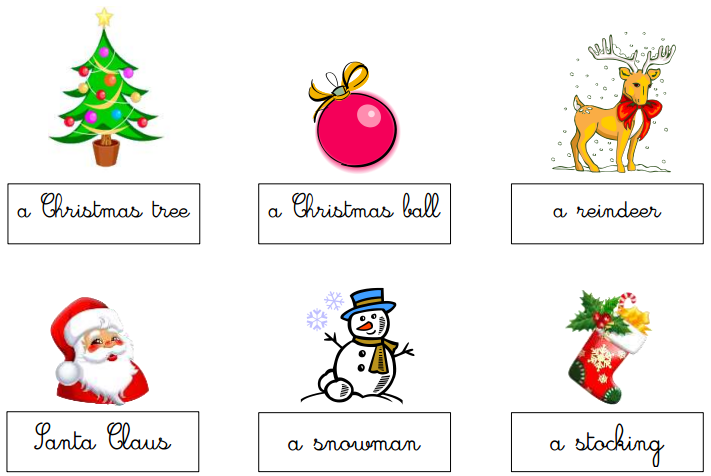 a Christmas tree
a Christmas ball
a reindeer
Santa Claus
a snowman
a stocking